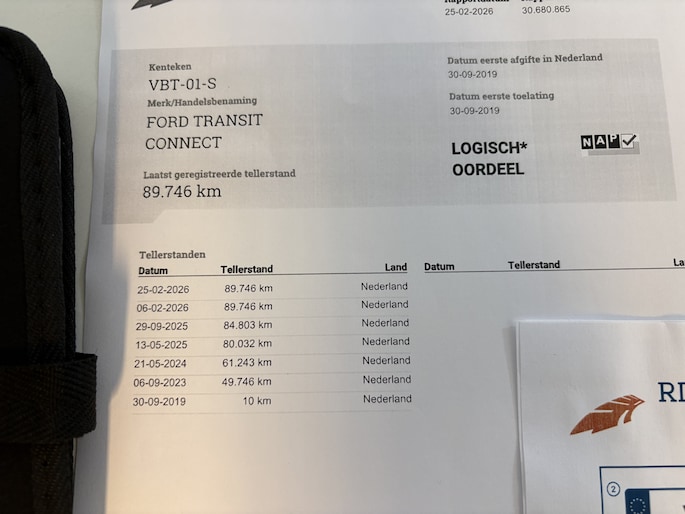 Rapportdatum
25-02-2026 30.680.865
Kenteken
VBT-01-S
Merk/Handelsbenaming
FORD TRANSIT
CONNECT
Laatst geregistreerde tellerstand
89.746 km
Datum eerste afgifte in Nederland
30-09-2019
Datum eerste toelating
30-09-2019
LOGISCH*
OORDEEL
NAP
Tellerstanden
Datum Tellerstand Land Datum Tellerstand
25-02-2026 89.746 km Nederland
06-02-2026 89.746 km Nederland
29-09-2025 84.803 km Nederland
13-05-2025 80.032 km Nederland
21-05-2024 61.243 km Nederland
06-09-2023 49.746 km Nederland
30-09-2019 10 km Nederland
2